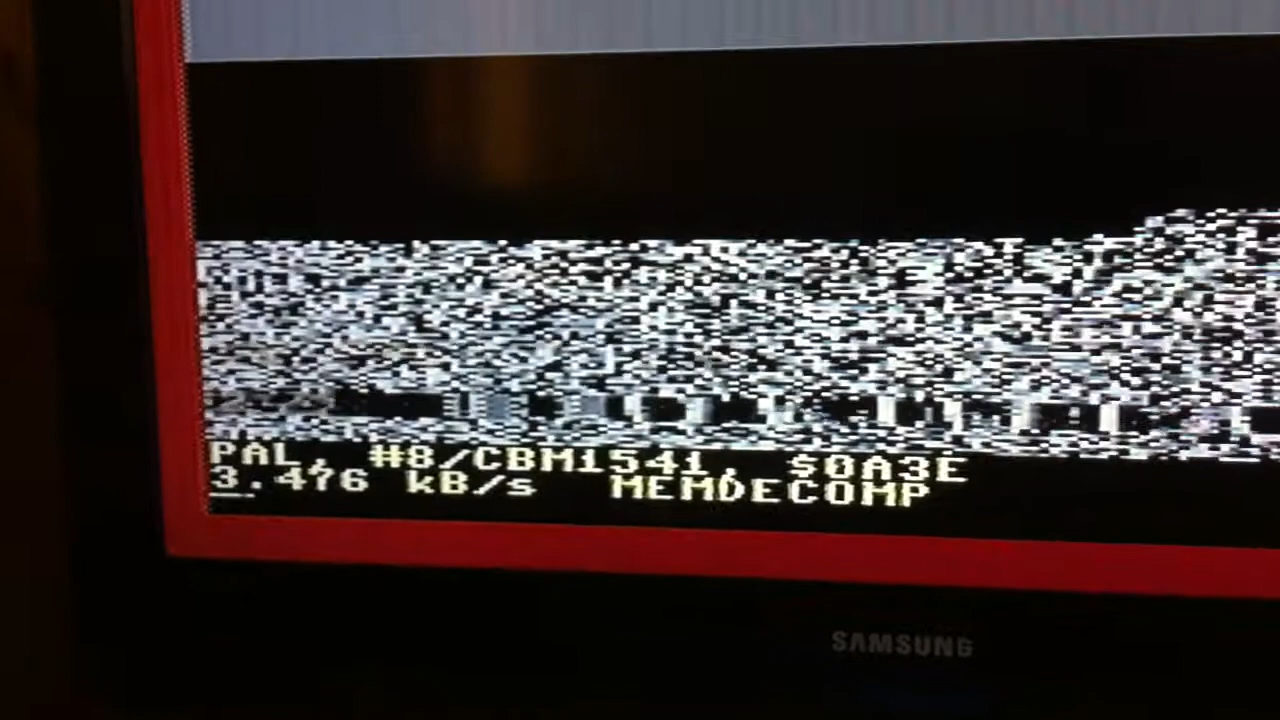 PAL, #8/CBM1541, $0A3E
3.476 kB/s MEMDECOMP
SAMSUNG